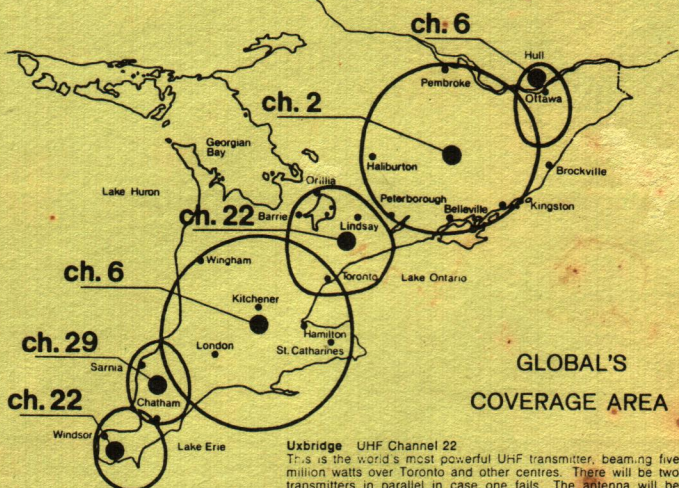 ch. 6
Hull
Pembroke
Ottawa
ch. 2
Georgian
Bay
Haliburton
Brockville
Lake Huron
Orillia
Peterborough
Belleville
Kingston
ch. 22
Barrie
Lindsay
Wingham
ch. 6
Toronto
Lake Ontario
Kitchener
Hamilton
ch. 29
London
St. Catharines
Sarnia
GLOBAL'S
COVERAGE AREA
ch. 22
Chatham
Windsor
Lake Erie
Uxbridge UHF Channel 22
This is the world's most powerful UHF transmitter, beaming five
million watts over Toronto and other centres. There will be two
transmitters in parallel in case one fails. The antenna will be